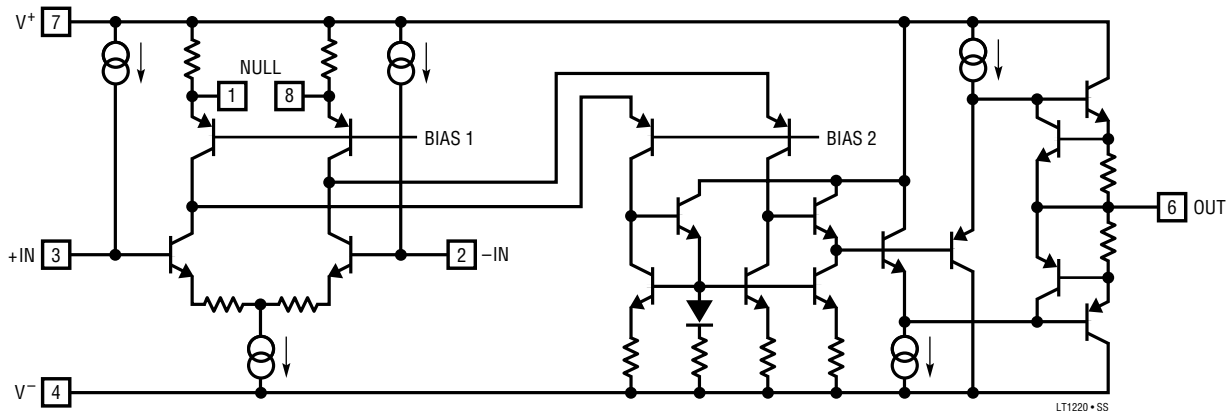 V+ 7
NULL
1 8
BIAS 1
BIAS 2
+IN 3
2 –IN
6 OUT
V– 4
LT1220 • SS